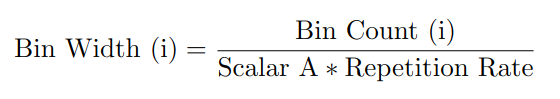 Bin Width (i) = Bin Count (i) / Scalar A ∗ Repetition Rate